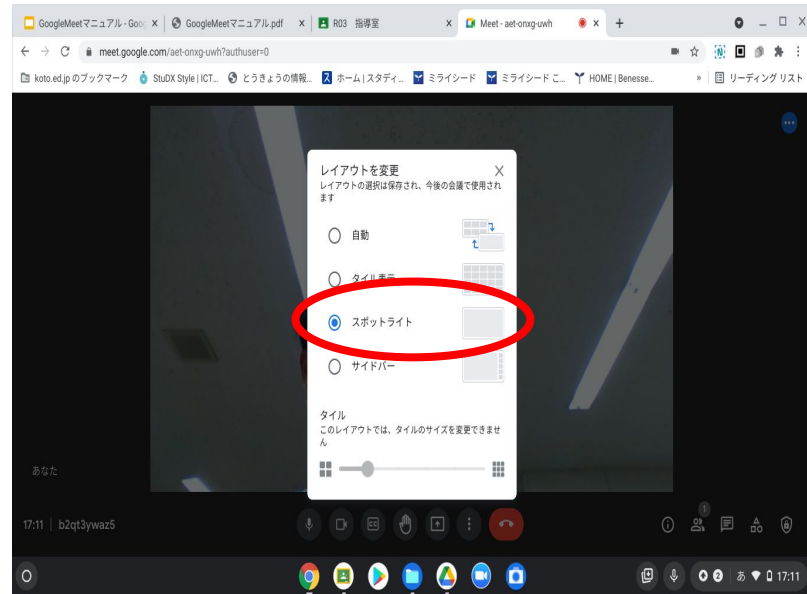 GoogleMeetマニュアル - Goog
GoogleMeetマニュアル.pdf
R03 指導室
Meet - aet-onxg-uwh
meet.google.com/aet-onxg-uwh?authuser=0
koto.ed.jp のブックマーク
StuDX Style | ICT...
とうきょうの情報...
ホーム | スタディ...
ミライシード
ミライシード こ...
HOME | Benesse...
»
リーディング リスト
レイアウトを変更
レイアウトの選択は保存され、今後の会議で使用され
ます
自動
タイル表示
スポットライト
サイドバー
タイル
このレイアウトでは、タイルのサイズを変更できませ
ん
あなた
17:11 | b2qt3ywaz5
1
2
あ
17:11